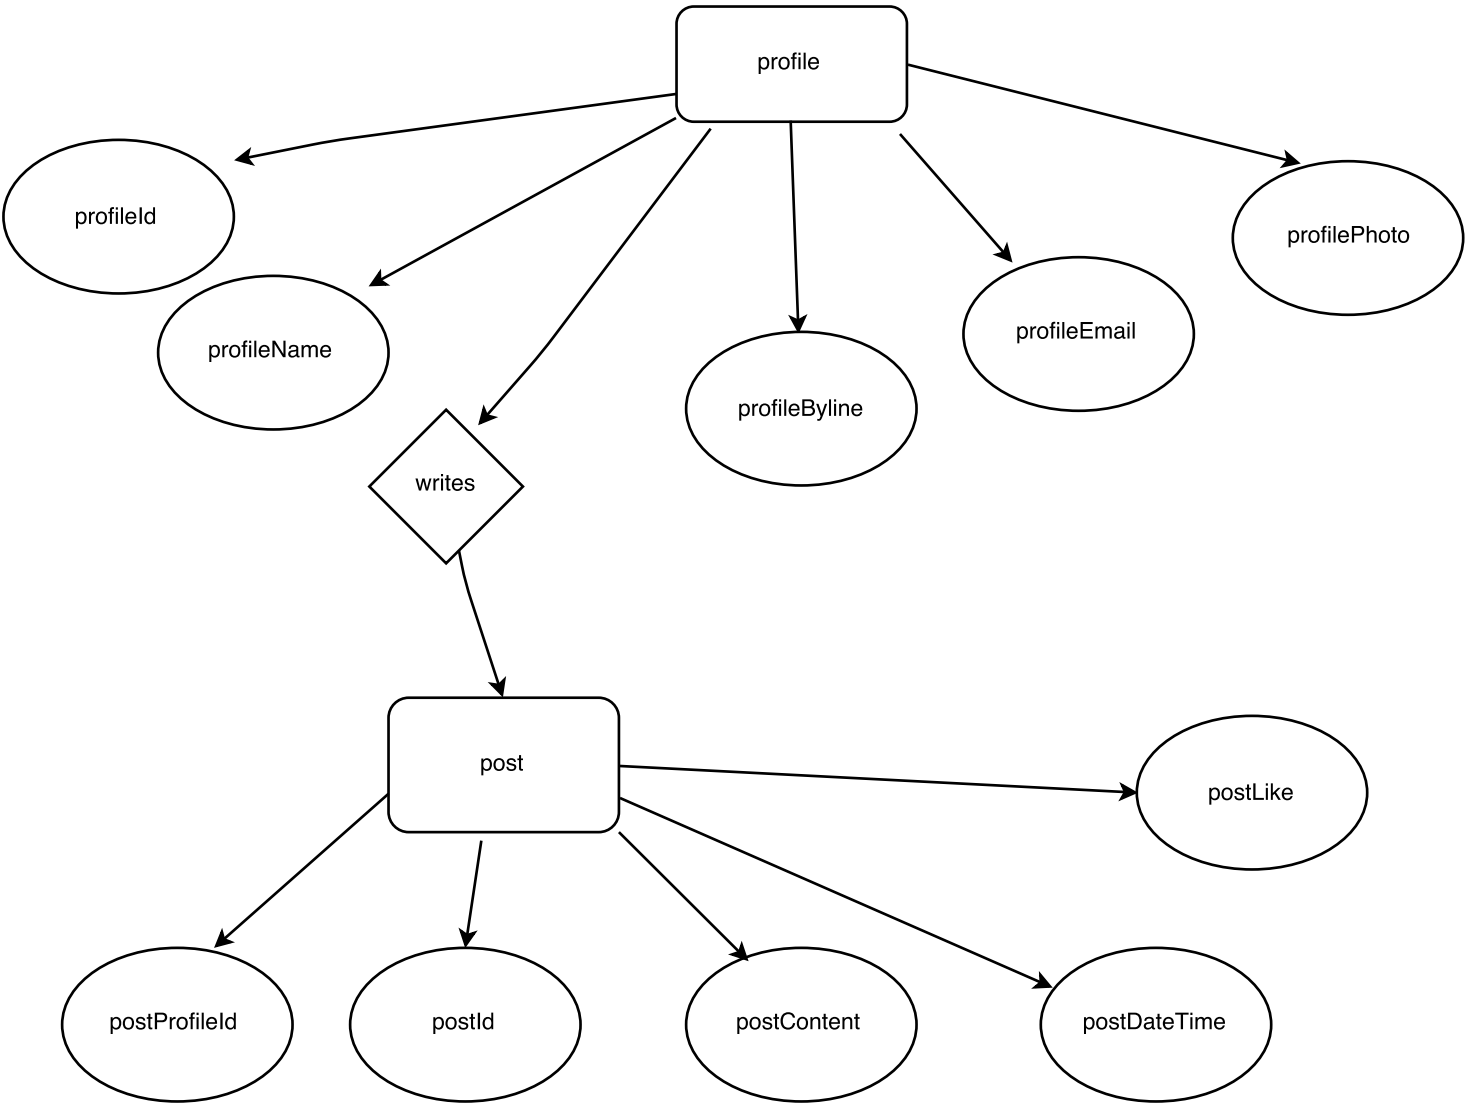 profile
profileId
profileName
writes
profileByline
profileEmail
profilePhoto
post
postLike
postProfileId
postId
postContent
postDateTime